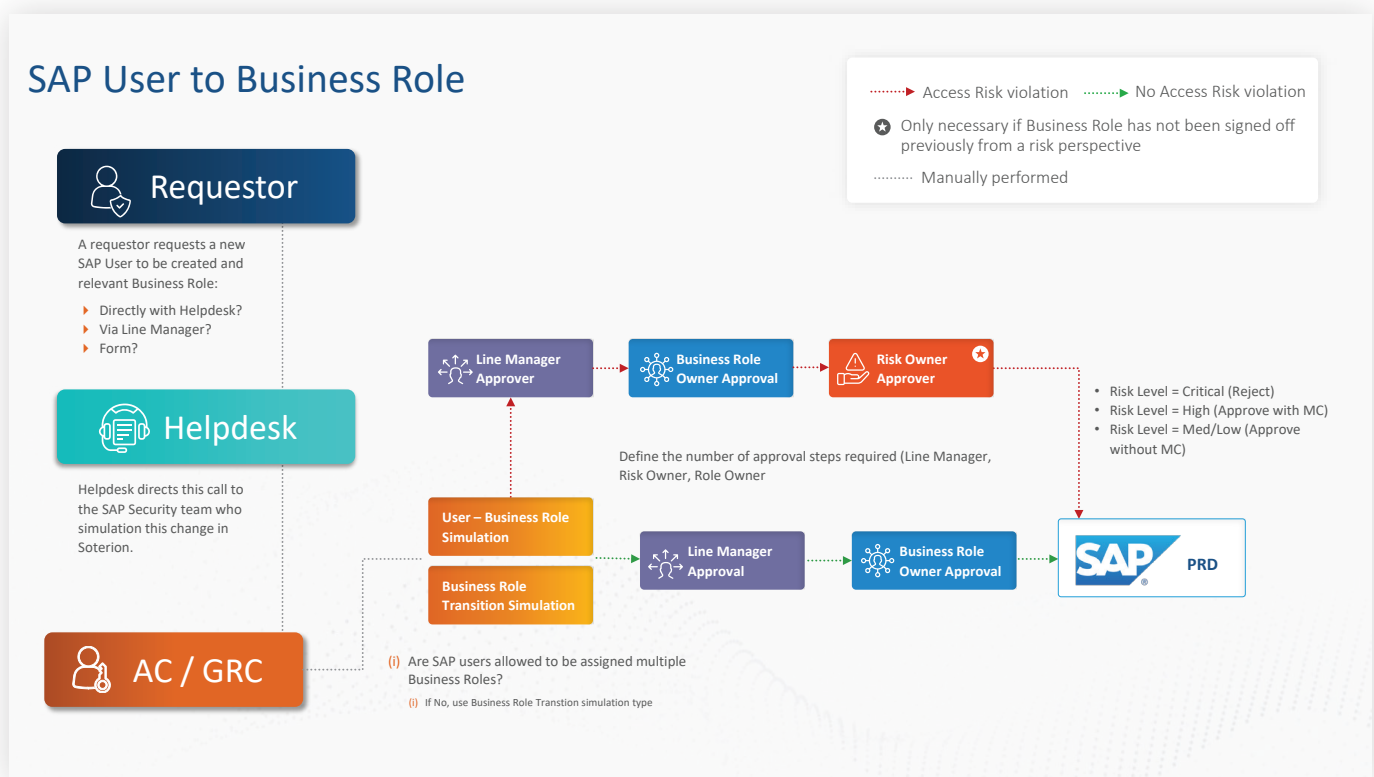 SAP User to Business Role
Access Risk violation
No Access Risk violation
Only necessary if Business Role has not been signed off
previously from a risk perspective
Manually performed
Requestor
A requestor requests a new
SAP User to be created and
relevant Business Role:
Directly with Helpdesk?
Via Line Manager?
Form?
Helpdesk
Helpdesk directs this call to
the SAP Security team who
simulation this change in
Soterion.
AC / GRC
Line Manager
Approver
Business Role
Owner Approval
Risk Owner
Approver
• Risk Level = Critical (Reject)
• Risk Level = High (Approve with MC)
• Risk Level = Med/Low (Approve
without MC)
Define the number of approval steps required (Line Manager,
Risk Owner, Role Owner
User – Business Role
Simulation
Business Role
Transition Simulation
Line Manager
Approval
Business Role
Owner Approval
SAP
®
PRD
(i) Are SAP users allowed to be assigned multiple
Business Roles?
(i) If No, use Business Role Transtion simulation type